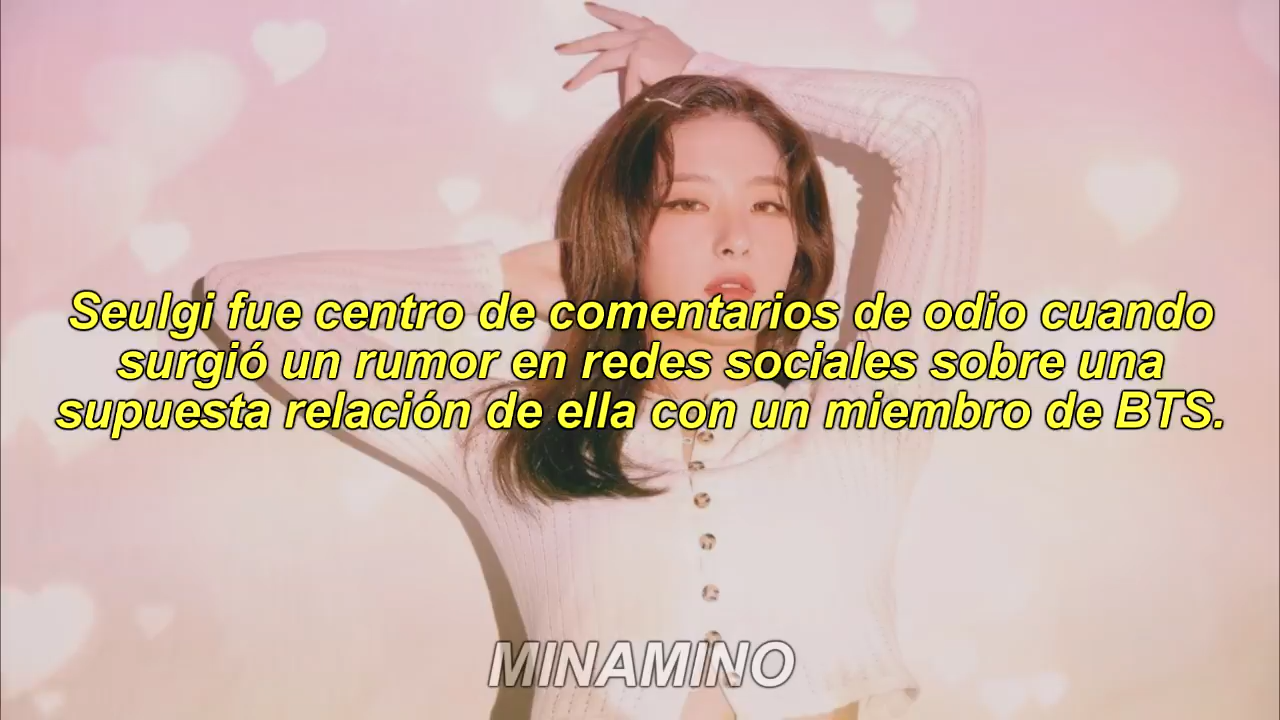 Seulgi fue centro de comentarios de odio cuando
surgió un rumor en redes sociales sobre una
supuesta relación de ella con un miembro de BTS.
MINAMINO